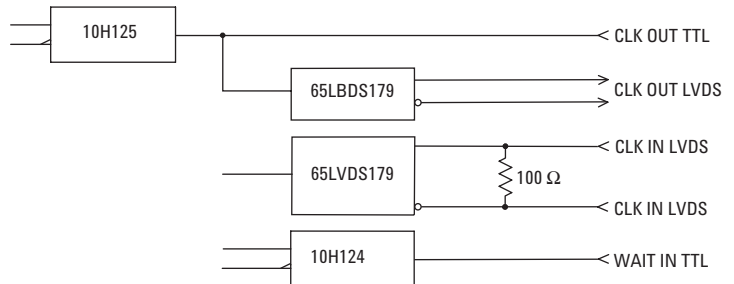 10H125
CLK OUT TTL
65LBDS179
CLK OUT LVDS
65LVDS179
CLK IN LVDS
100 Ω
CLK IN LVDS
10H124
WAIT IN TTL